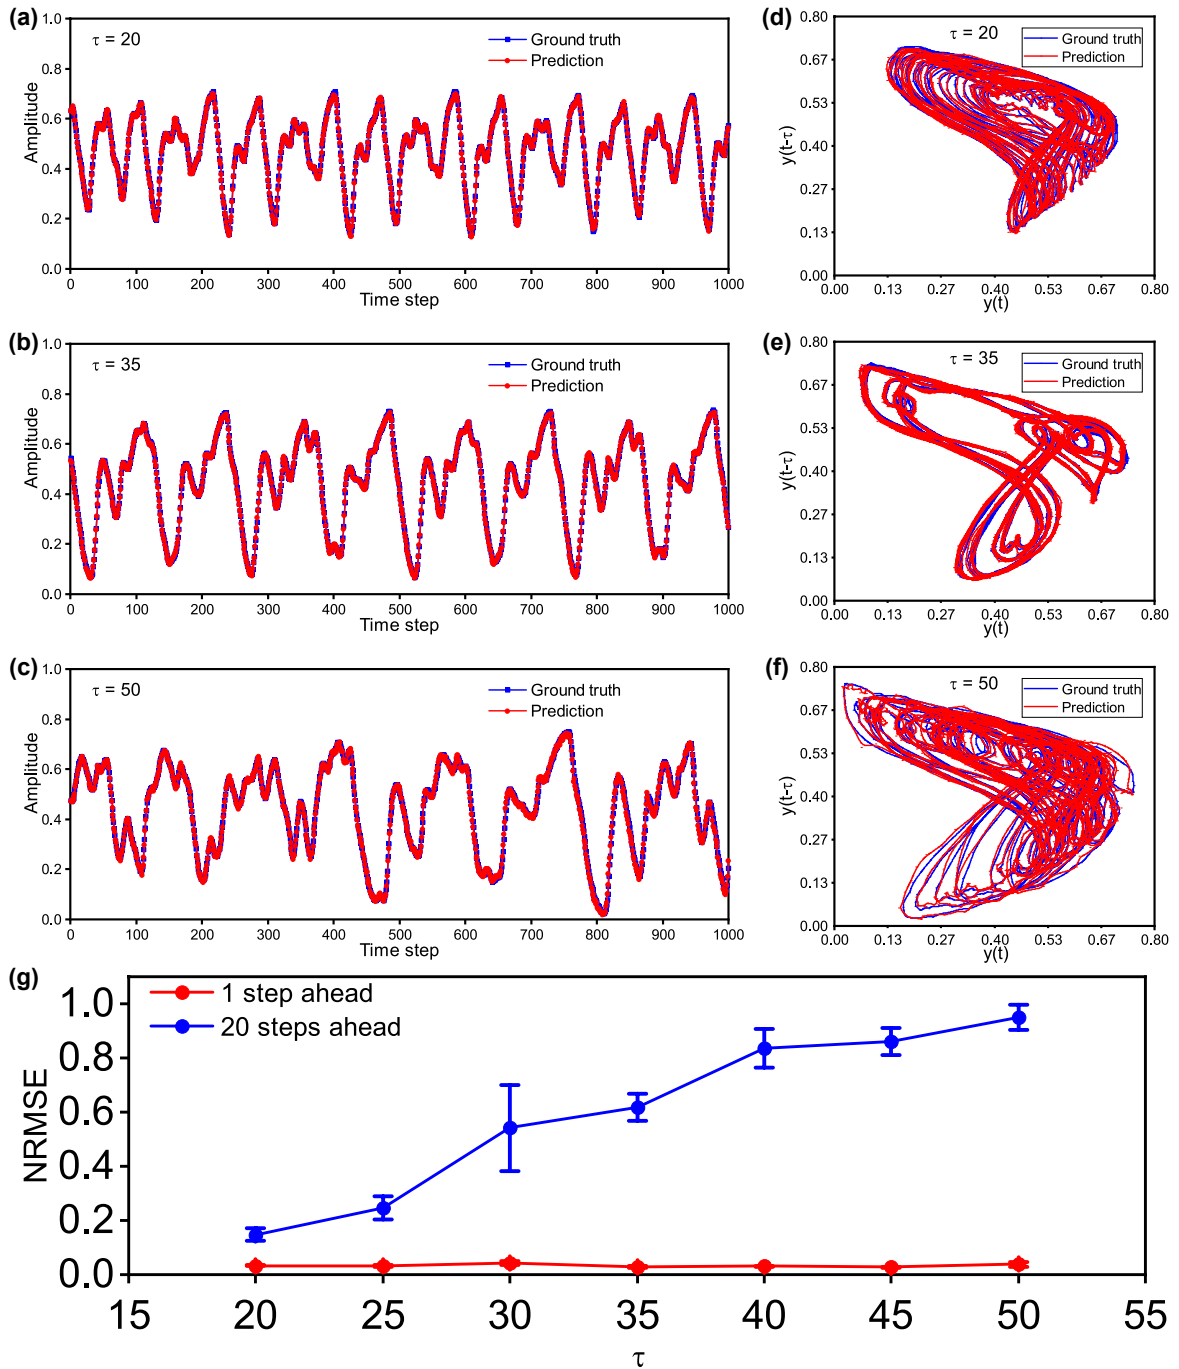 (a)
τ = 20
Ground truth
Prediction
Amplitude
1.0
0.8
0.6
0.4
0.2
0.0
0 100 200 300 400 500 600 700 800 900 1000
Time step
(d)
τ = 20
Ground truth
Prediction
y(t-τ)
0.80
0.67
0.53
0.40
0.27
0.13
0.00
0.00 0.13 0.27 0.40 0.53 0.67 0.80
y(t)
(b)
τ = 35
Ground truth
Prediction
Amplitude
1.0
0.8
0.6
0.4
0.2
0.0
0 100 200 300 400 500 600 700 800 900 1000
Time step
(e)
τ = 35
Ground truth
Prediction
y(t-τ)
0.80
0.67
0.53
0.40
0.27
0.13
0.00
0.00 0.13 0.27 0.40 0.53 0.67 0.80
y(t)
(c)
τ = 50
Ground truth
Prediction
Amplitude
1.0
0.8
0.6
0.4
0.2
0.0
0 100 200 300 400 500 600 700 800 900 1000
Time step
(f)
τ = 50
Ground truth
Prediction
y(t-τ)
0.80
0.67
0.53
0.40
0.27
0.13
0.00
0.00 0.13 0.27 0.40 0.53 0.67 0.80
y(t)
(g)
1 step ahead
20 steps ahead
NRMSE
1.0
0.8
0.6
0.4
0.2
0.0
15 20 25 30 35 40 45 50 55
τ